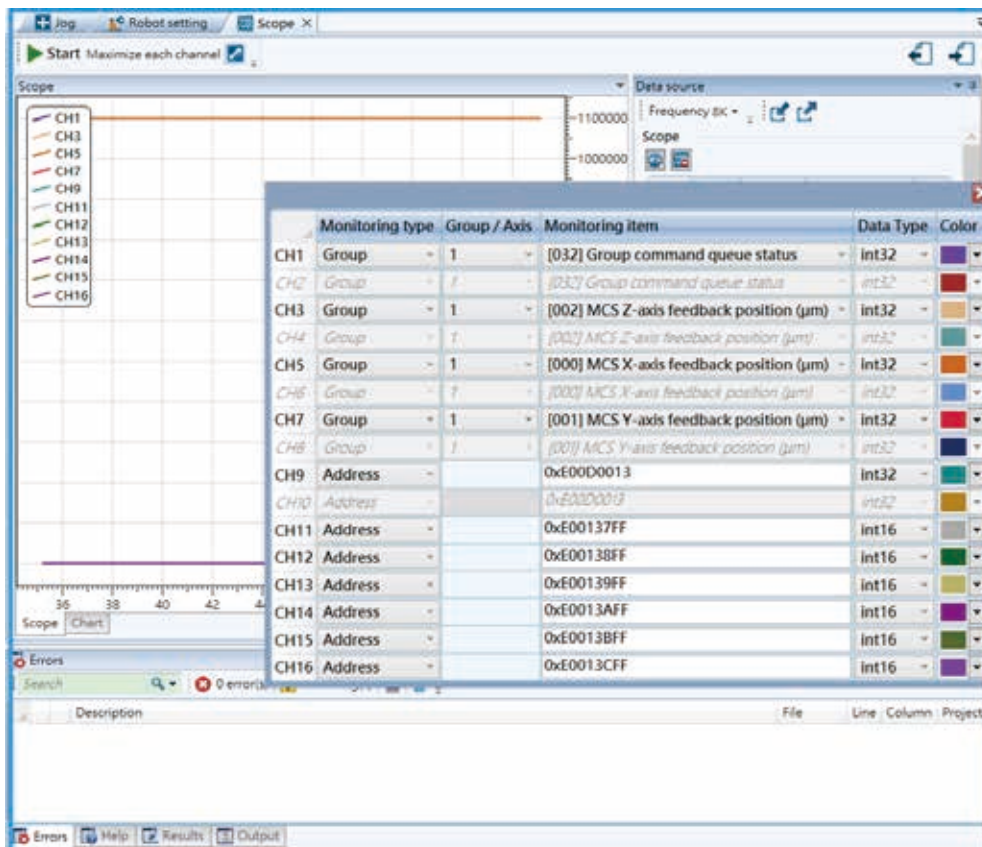 Jog Robot setting Scope
Start Maximize each channel
Scope
Data source
Frequency 8K
Scope
CH1
CH3
CH5
CH7
CH9
CH11
CH12
CH13
CH14
CH15
CH16
1100000
1000000
Monitoring type Group / Axis Monitoring item Data Type Color
CH1 Group 1 [032] Group command queue status int32
CH2 Group 1 [032] Group command queue status int32
CH3 Group 1 [002] MCS Z-axis feedback position (µm) int32
CH4 Group 1 [002] MCS Z-axis feedback position (µm) int32
CH5 Group 1 [000] MCS X-axis feedback position (µm) int32
CH6 Group 1 [000] MCS X-axis feedback position (µm) int32
CH7 Group 1 [001] MCS Y-axis feedback position (µm) int32
CH8 Group 1 [001] MCS Y-axis feedback position (µm) int32
CH9 Address 0xE00D0013 int32
CH10 Address 0xE00D0013 int32
CH11 Address 0xE00137FF int16
CH12 Address 0xE00138FF int16
CH13 Address 0xE00139FF int16
CH14 Address 0xE0013AFF int16
CH15 Address 0xE0013BFF int16
CH16 Address 0xE0013CFF int16
36 38 40 42
Scope Chart
Errors
Search 0 error(s)
Description File Line Column Project
Errors Help Results Output